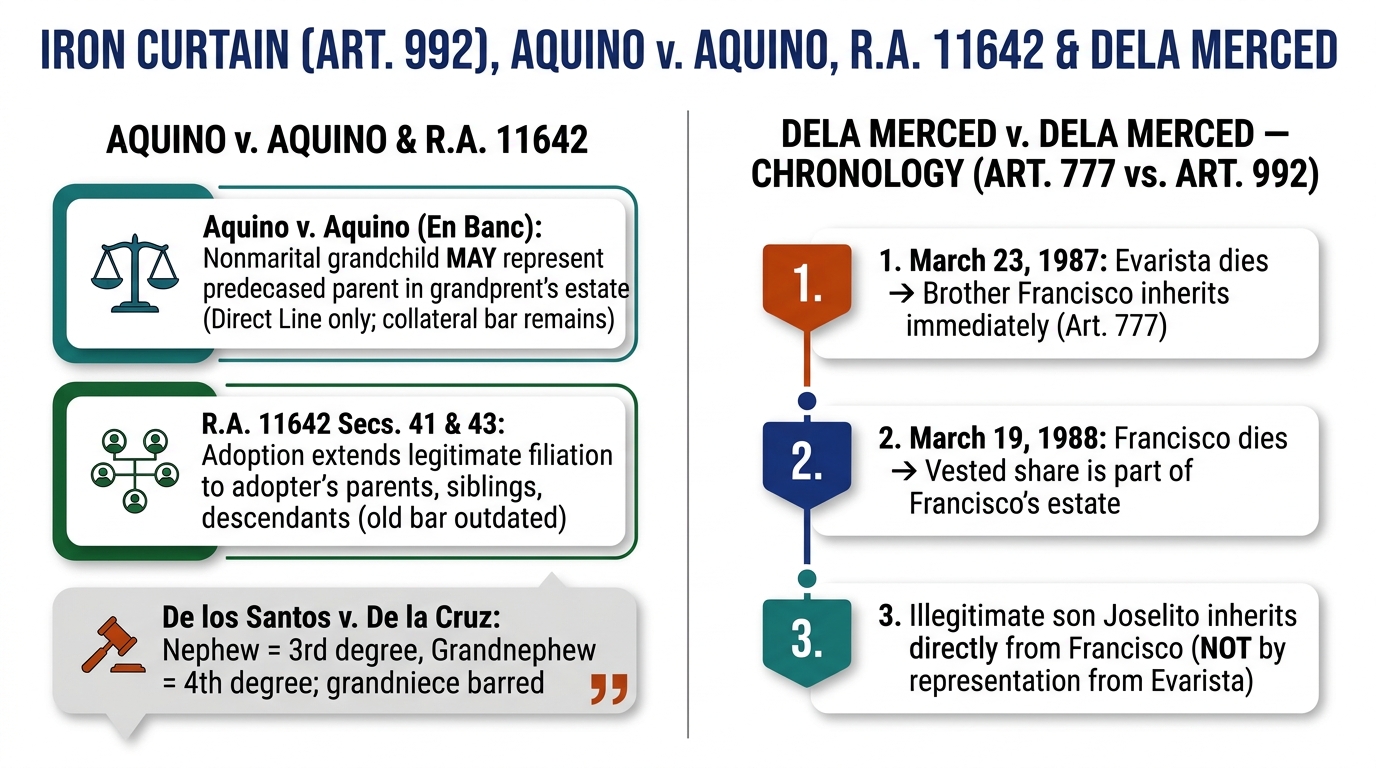 IRON CURTAIN (ART. 992), AQUINO v. AQUINO, R.A. 11642 & DELA MERCED
AQUINO v. AQUINO & R.A. 11642
Aquino v. Aquino (En Banc):
Nonmarital grandchild MAY represent
predecased parent in grandprent's estate
(Direct Line only; collateral bar remains)
R.A. 11642 Secs. 41 & 43:
Adoption extends legitimate filiation
to adopter's parents, siblings,
descendants (old bar outdated)
De los Santos v. De la Cruz:
Nephew = 3rd degree, Grandnephew
= 4th degree; grandniece barred
DELA MERCED v. DELA MERCED —
CHRONOLOGY (ART. 777 vs. ART. 992)
1.
1. March 23, 1987: Evarista dies
→ Brother Francisco inherits
immediately (Art. 777)
2.
2. March 19, 1988: Francisco dies
→ Vested share is part of
Francisco's estate
3.
3. Illegitimate son Joselito inherits
directly from Francisco (NOT by
representation from Evarista)